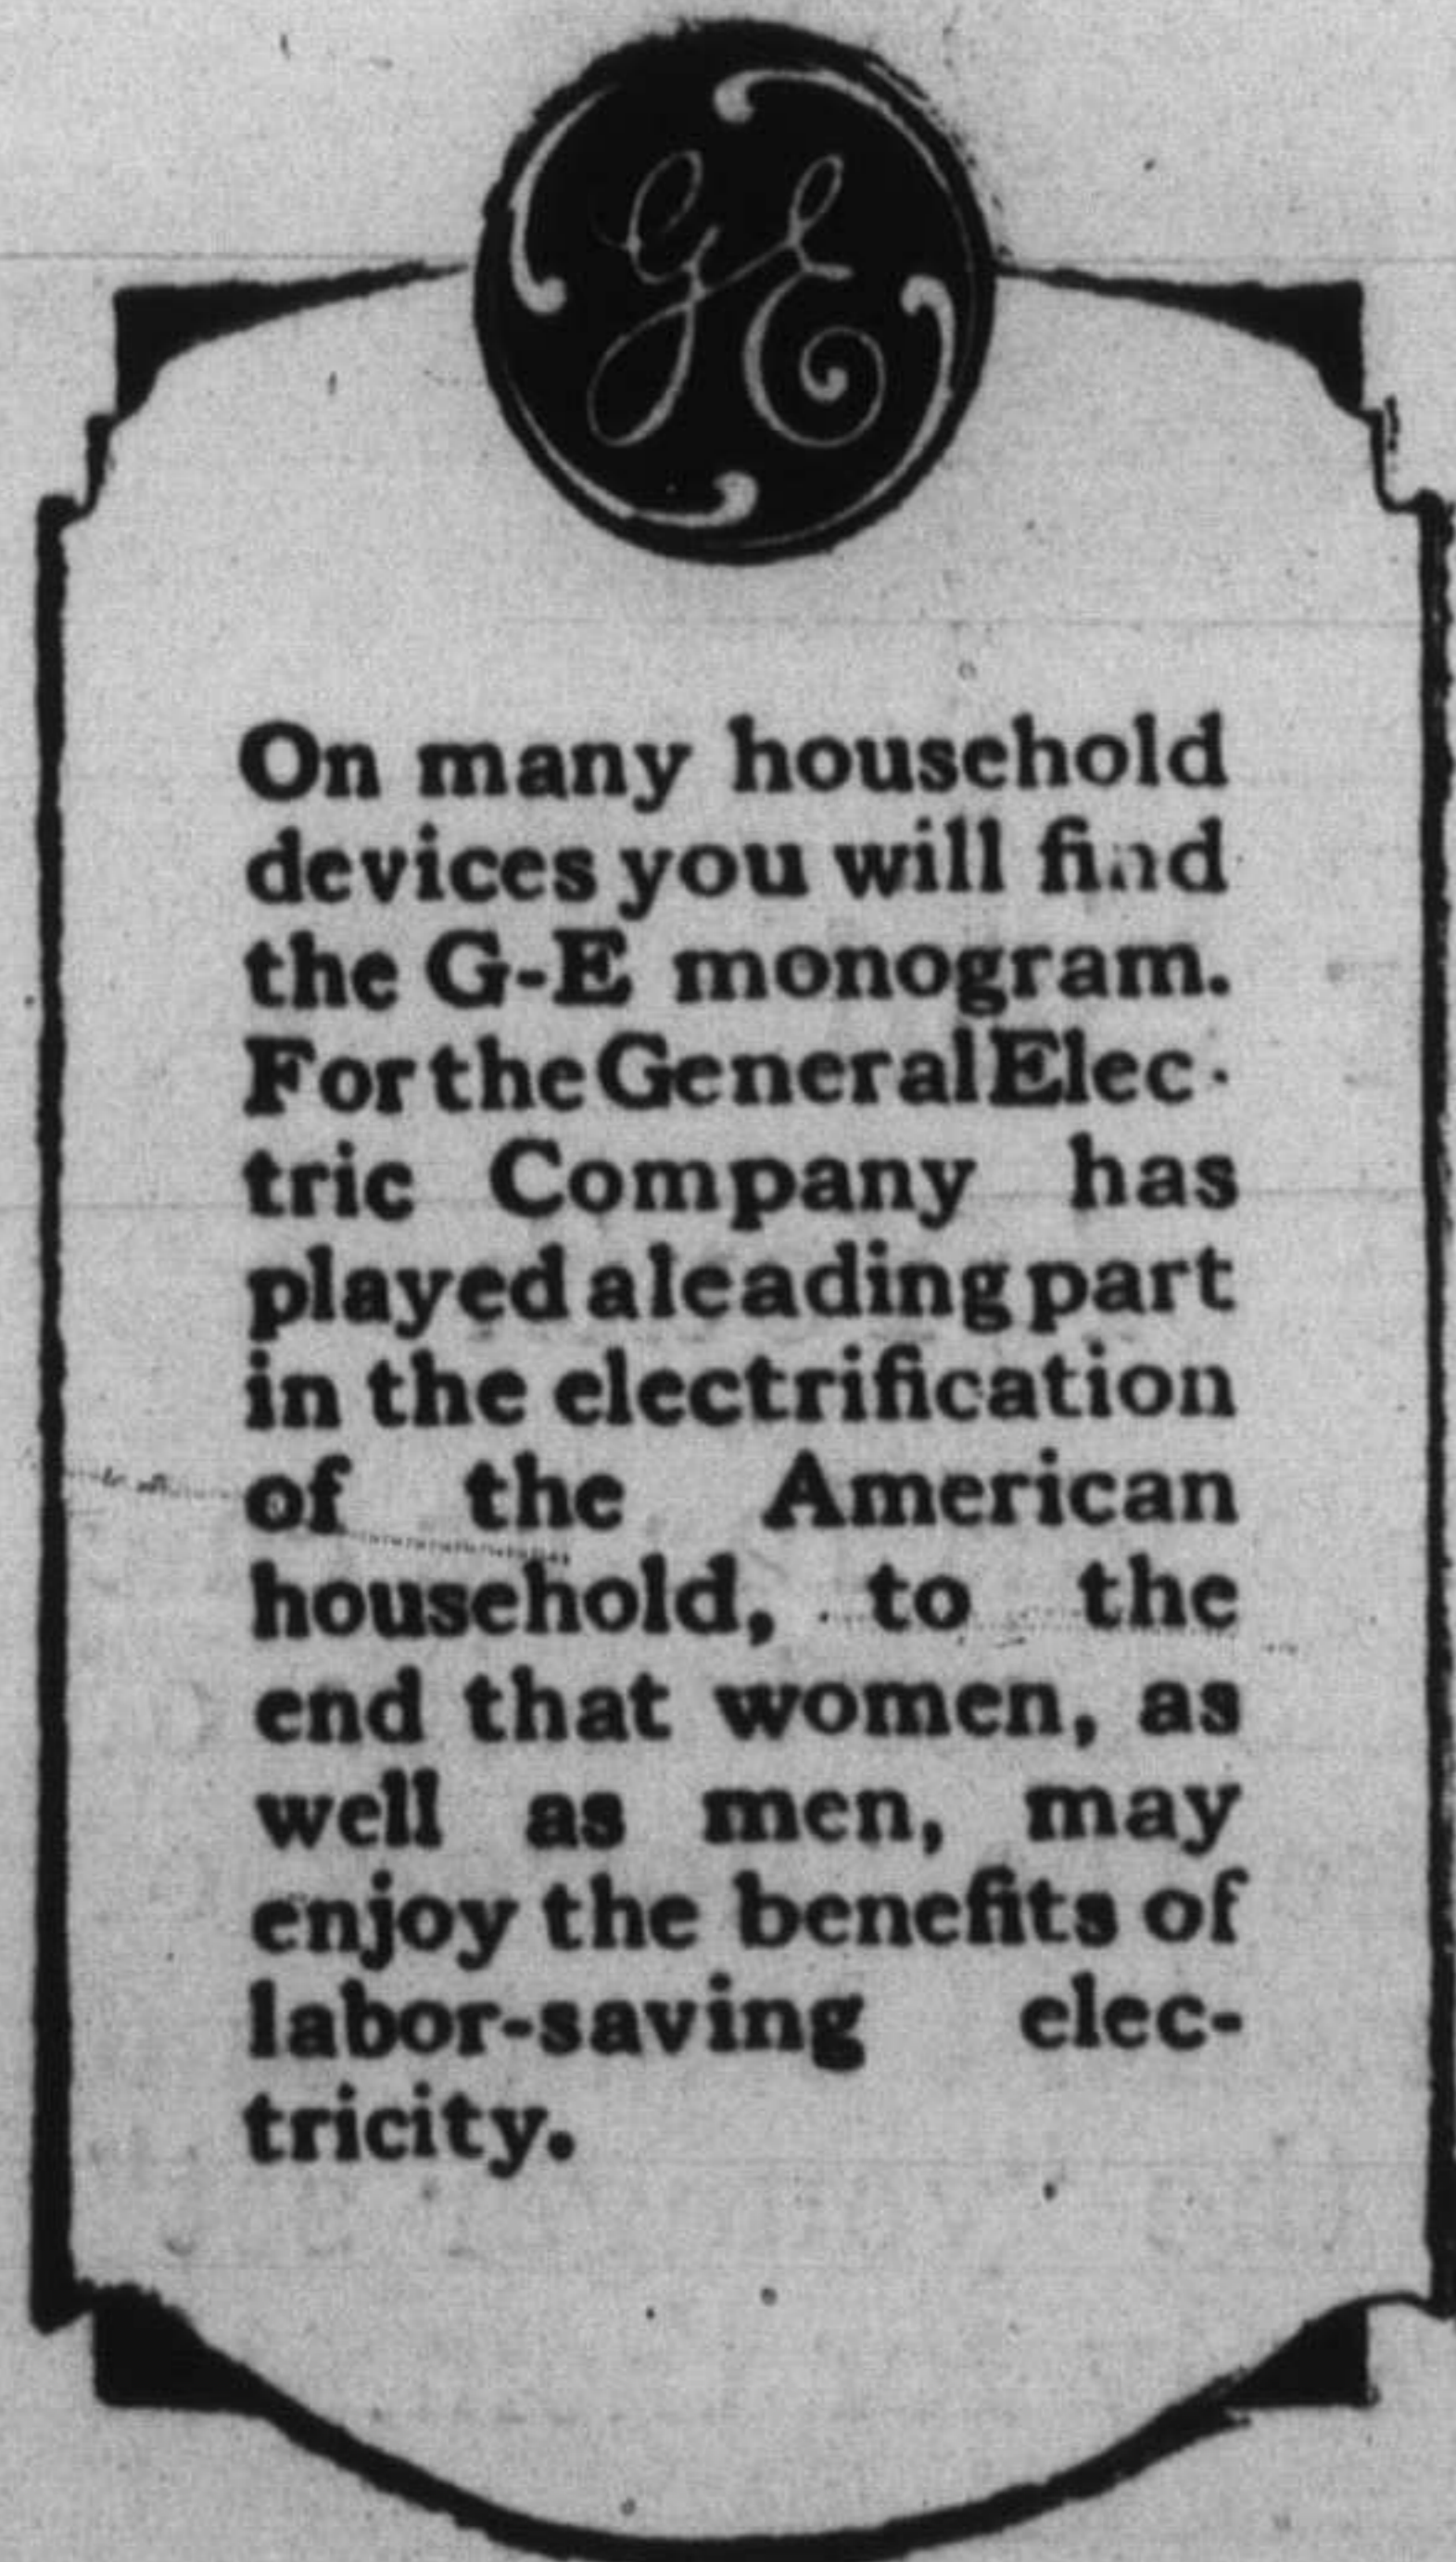 GE
On many household
devices you will find
the G-E monogram.
For the General Elec-
tric Company has
played a leading part
in the electrification
of the American
household, to the
end that women, as
well as men, may
enjoy the benefits of
labor-saving elec-
tricity.